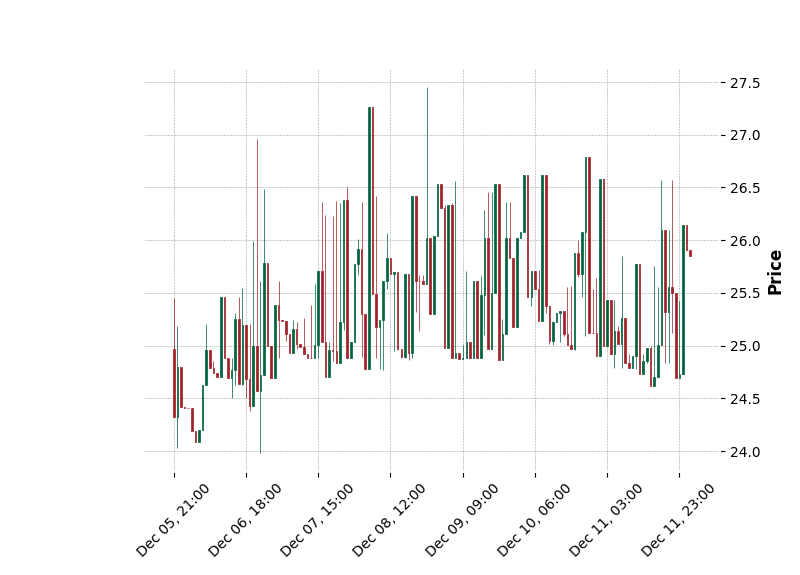 27.5
27.0
26.5
26.0
25.5
25.0
24.5
24.0
Price
Dec 05, 21:00
Dec 06, 18:00
Dec 07, 15:00
Dec 08, 12:00
Dec 09, 09:00
Dec 10, 06:00
Dec 11, 03:00
Dec 11, 23:00